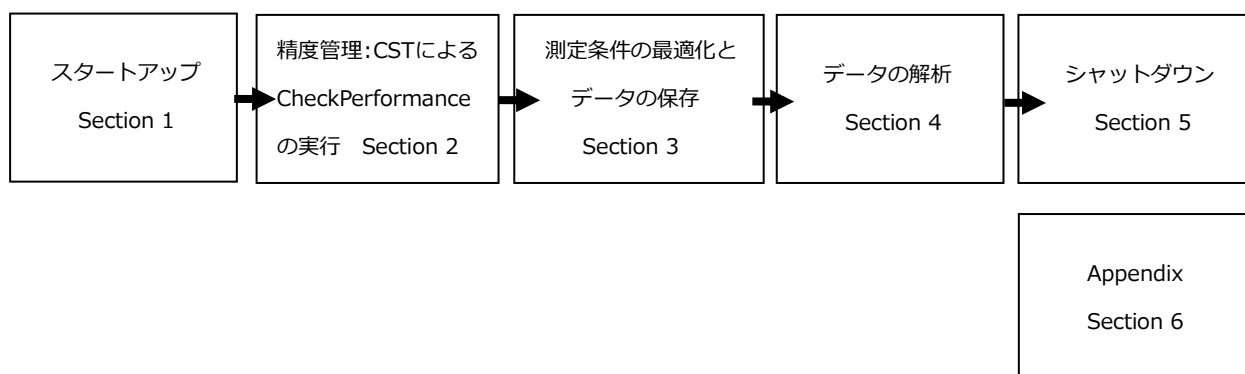 スタートアップ
Section 1
精度管理:CSTによる
CheckPerformance
の実行　Section 2
測定条件の最適化と
データの保存
Section 3
データの解析
Section 4
シャットダウン
Section 5
Appendix
Section 6